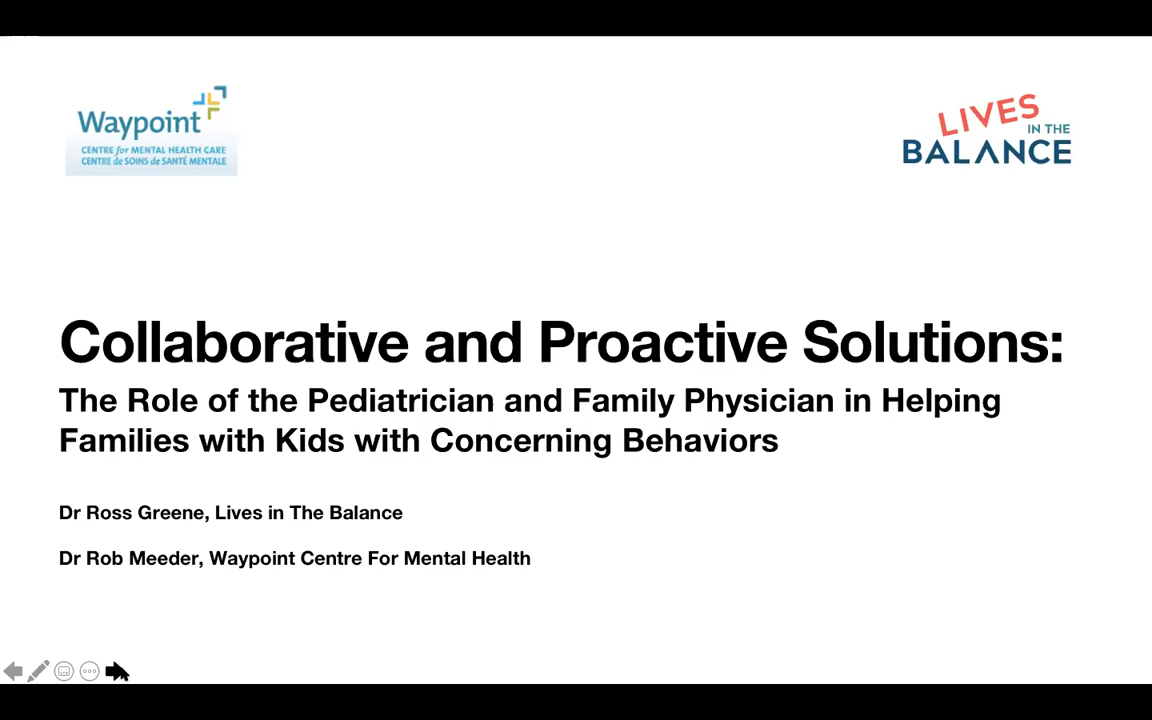 Waypoint
CENTRE for MENTAL HEALTH CARE
CENTRE de SOINS de SANTÉ MENTALE
LIVES
IN THE
BALANCE
Collaborative and Proactive Solutions:
The Role of the Pediatrician and Family Physician in Helping
Families with Kids with Concerning Behaviors
Dr Ross Greene, Lives in The Balance
Dr Rob Meeder, Waypoint Centre For Mental Health